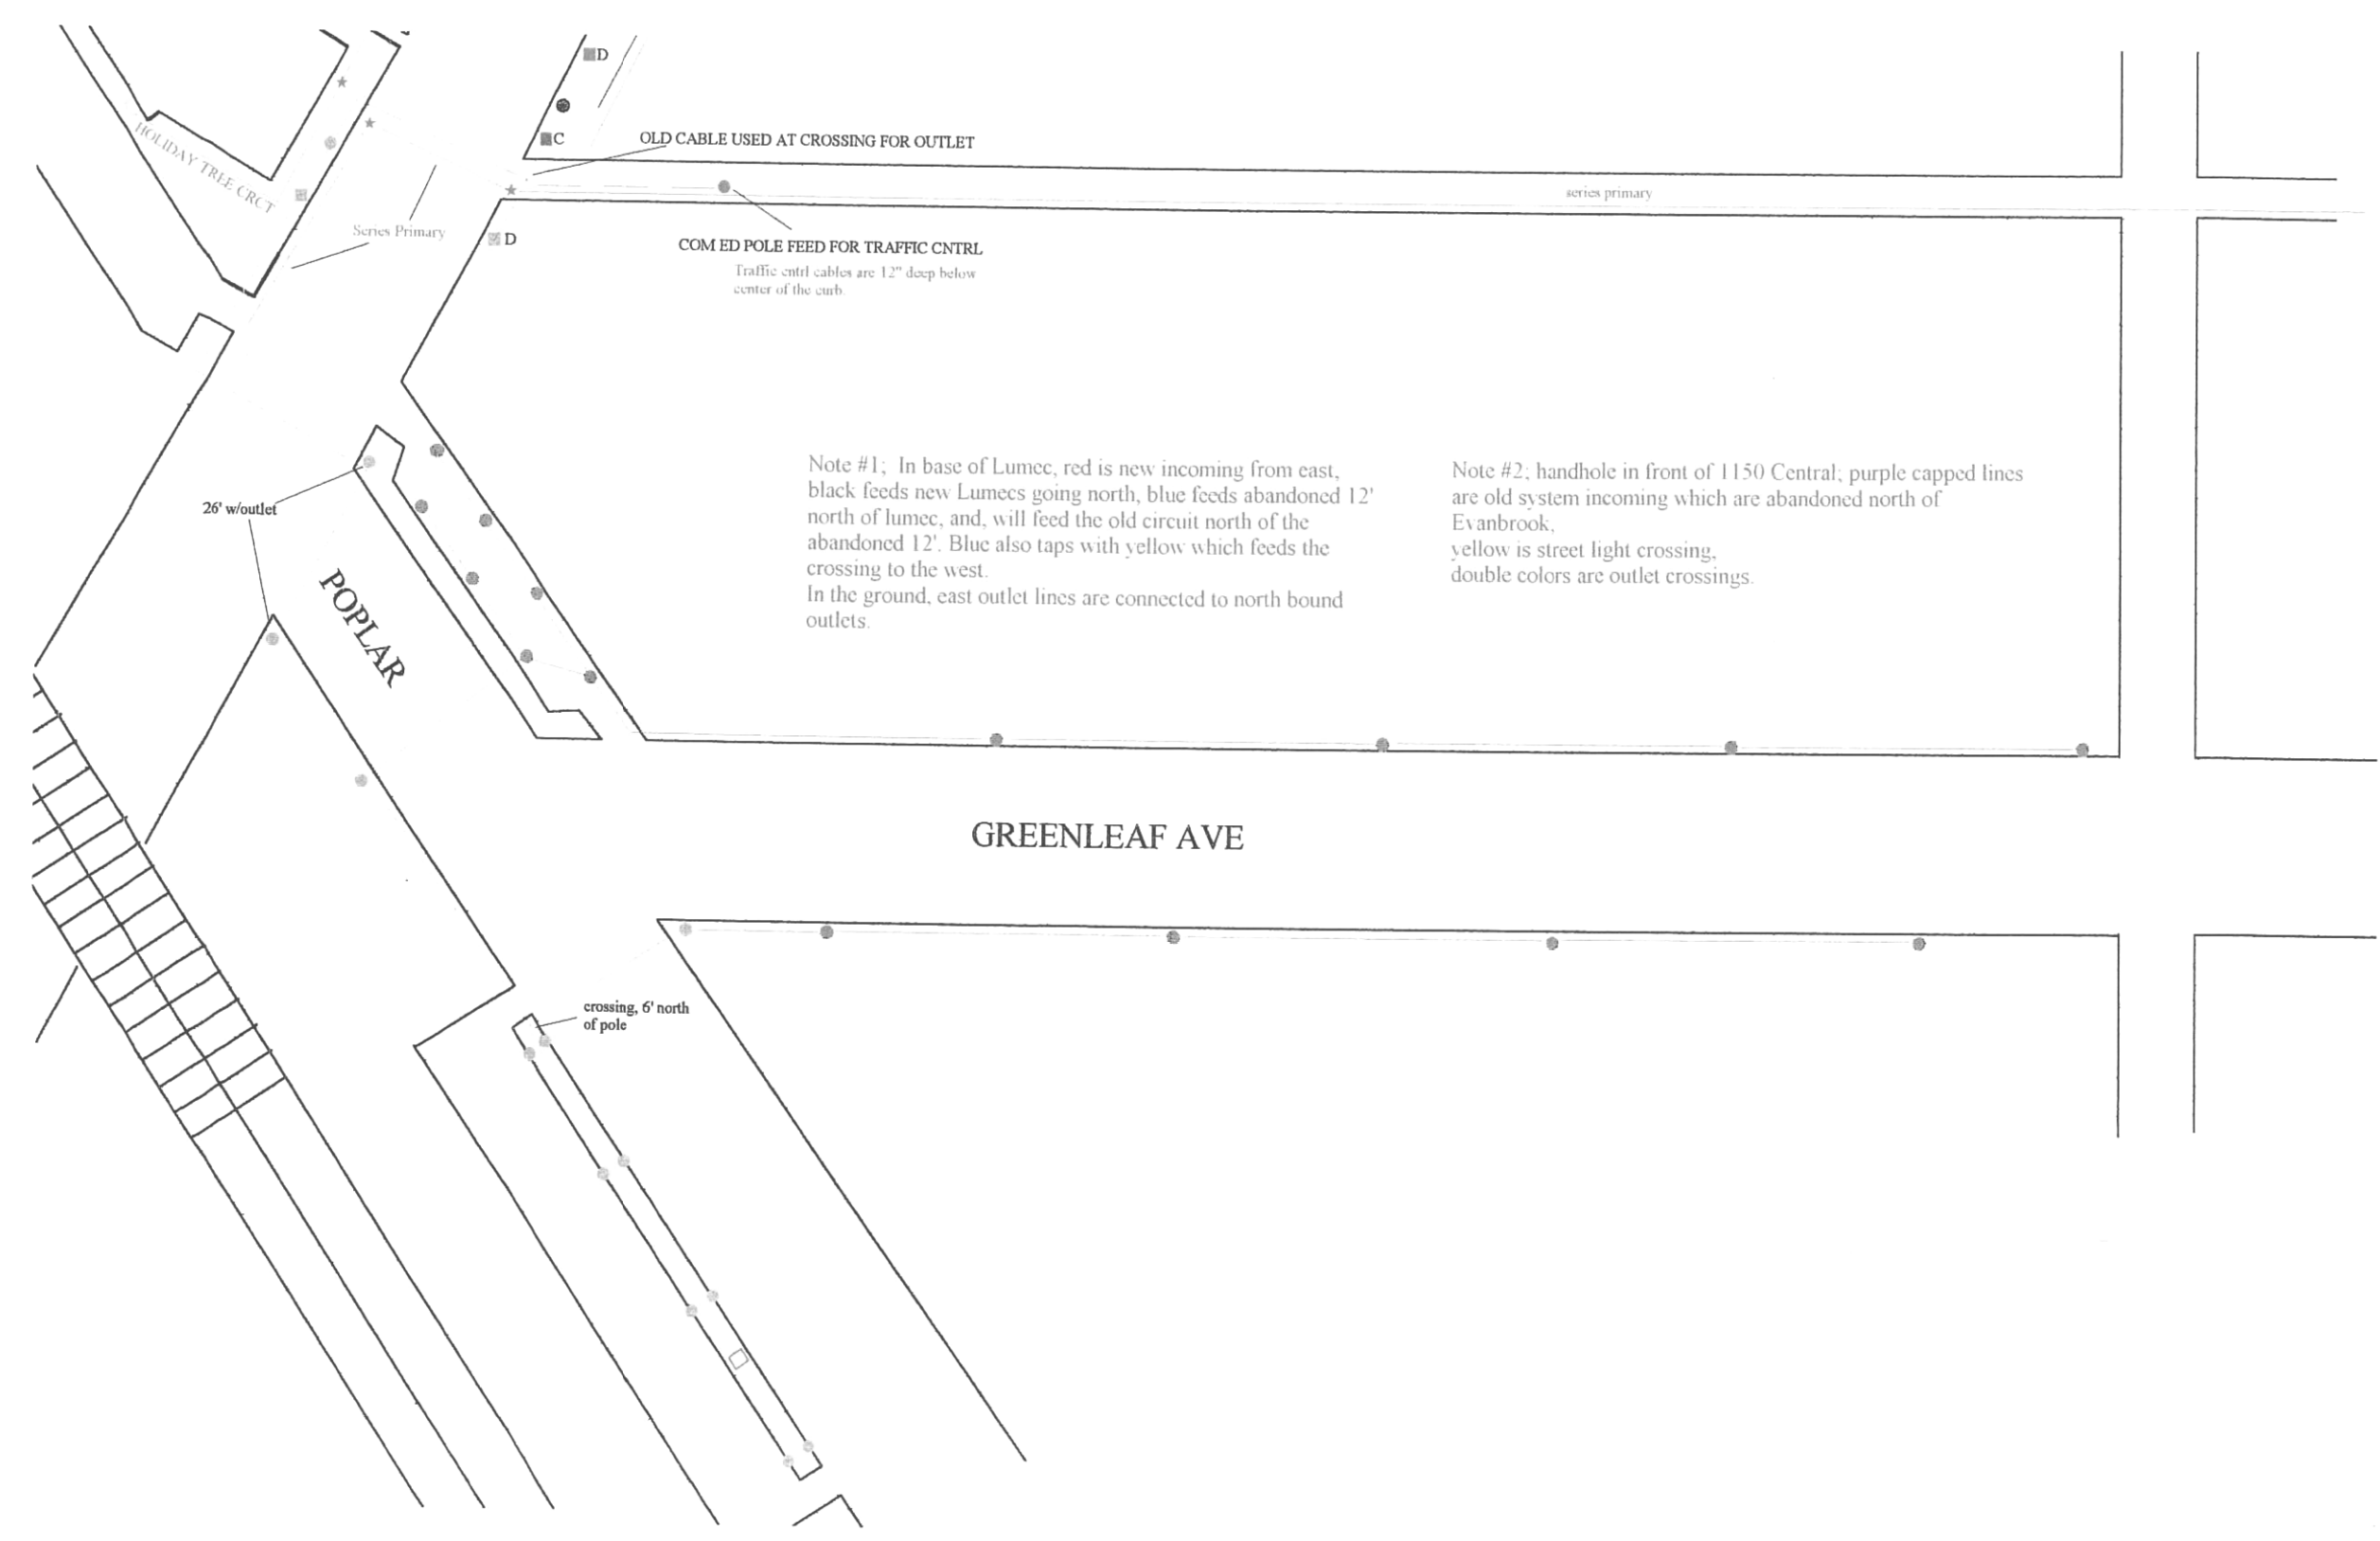 D
C
OLD CABLE USED AT CROSSING FOR OUTLET
HOLIDAY TREE CRCT
series primary
Series Primary
D
COM ED POLE FEED FOR TRAFFIC CNTRL
Traffic cntrl cables are 12" deep below
center of the curb.
Note #1; In base of Lumec, red is new incoming from east,
black feeds new Lumecs going north, blue feeds abandoned 12'
north of lumec, and, will feed the old circuit north of the
abandoned 12'. Blue also taps with yellow which feeds the
crossing to the west.
In the ground, east outlet lines are connected to north bound
outlets.
Note #2; handhole in front of 1150 Central; purple capped lines
are old system incoming which are abandoned north of
Evanbrook,
yellow is street light crossing,
double colors are outlet crossings.
26' w/outlet
POPLAR
GREENLEAF AVE
crossing, 6' north
of pole